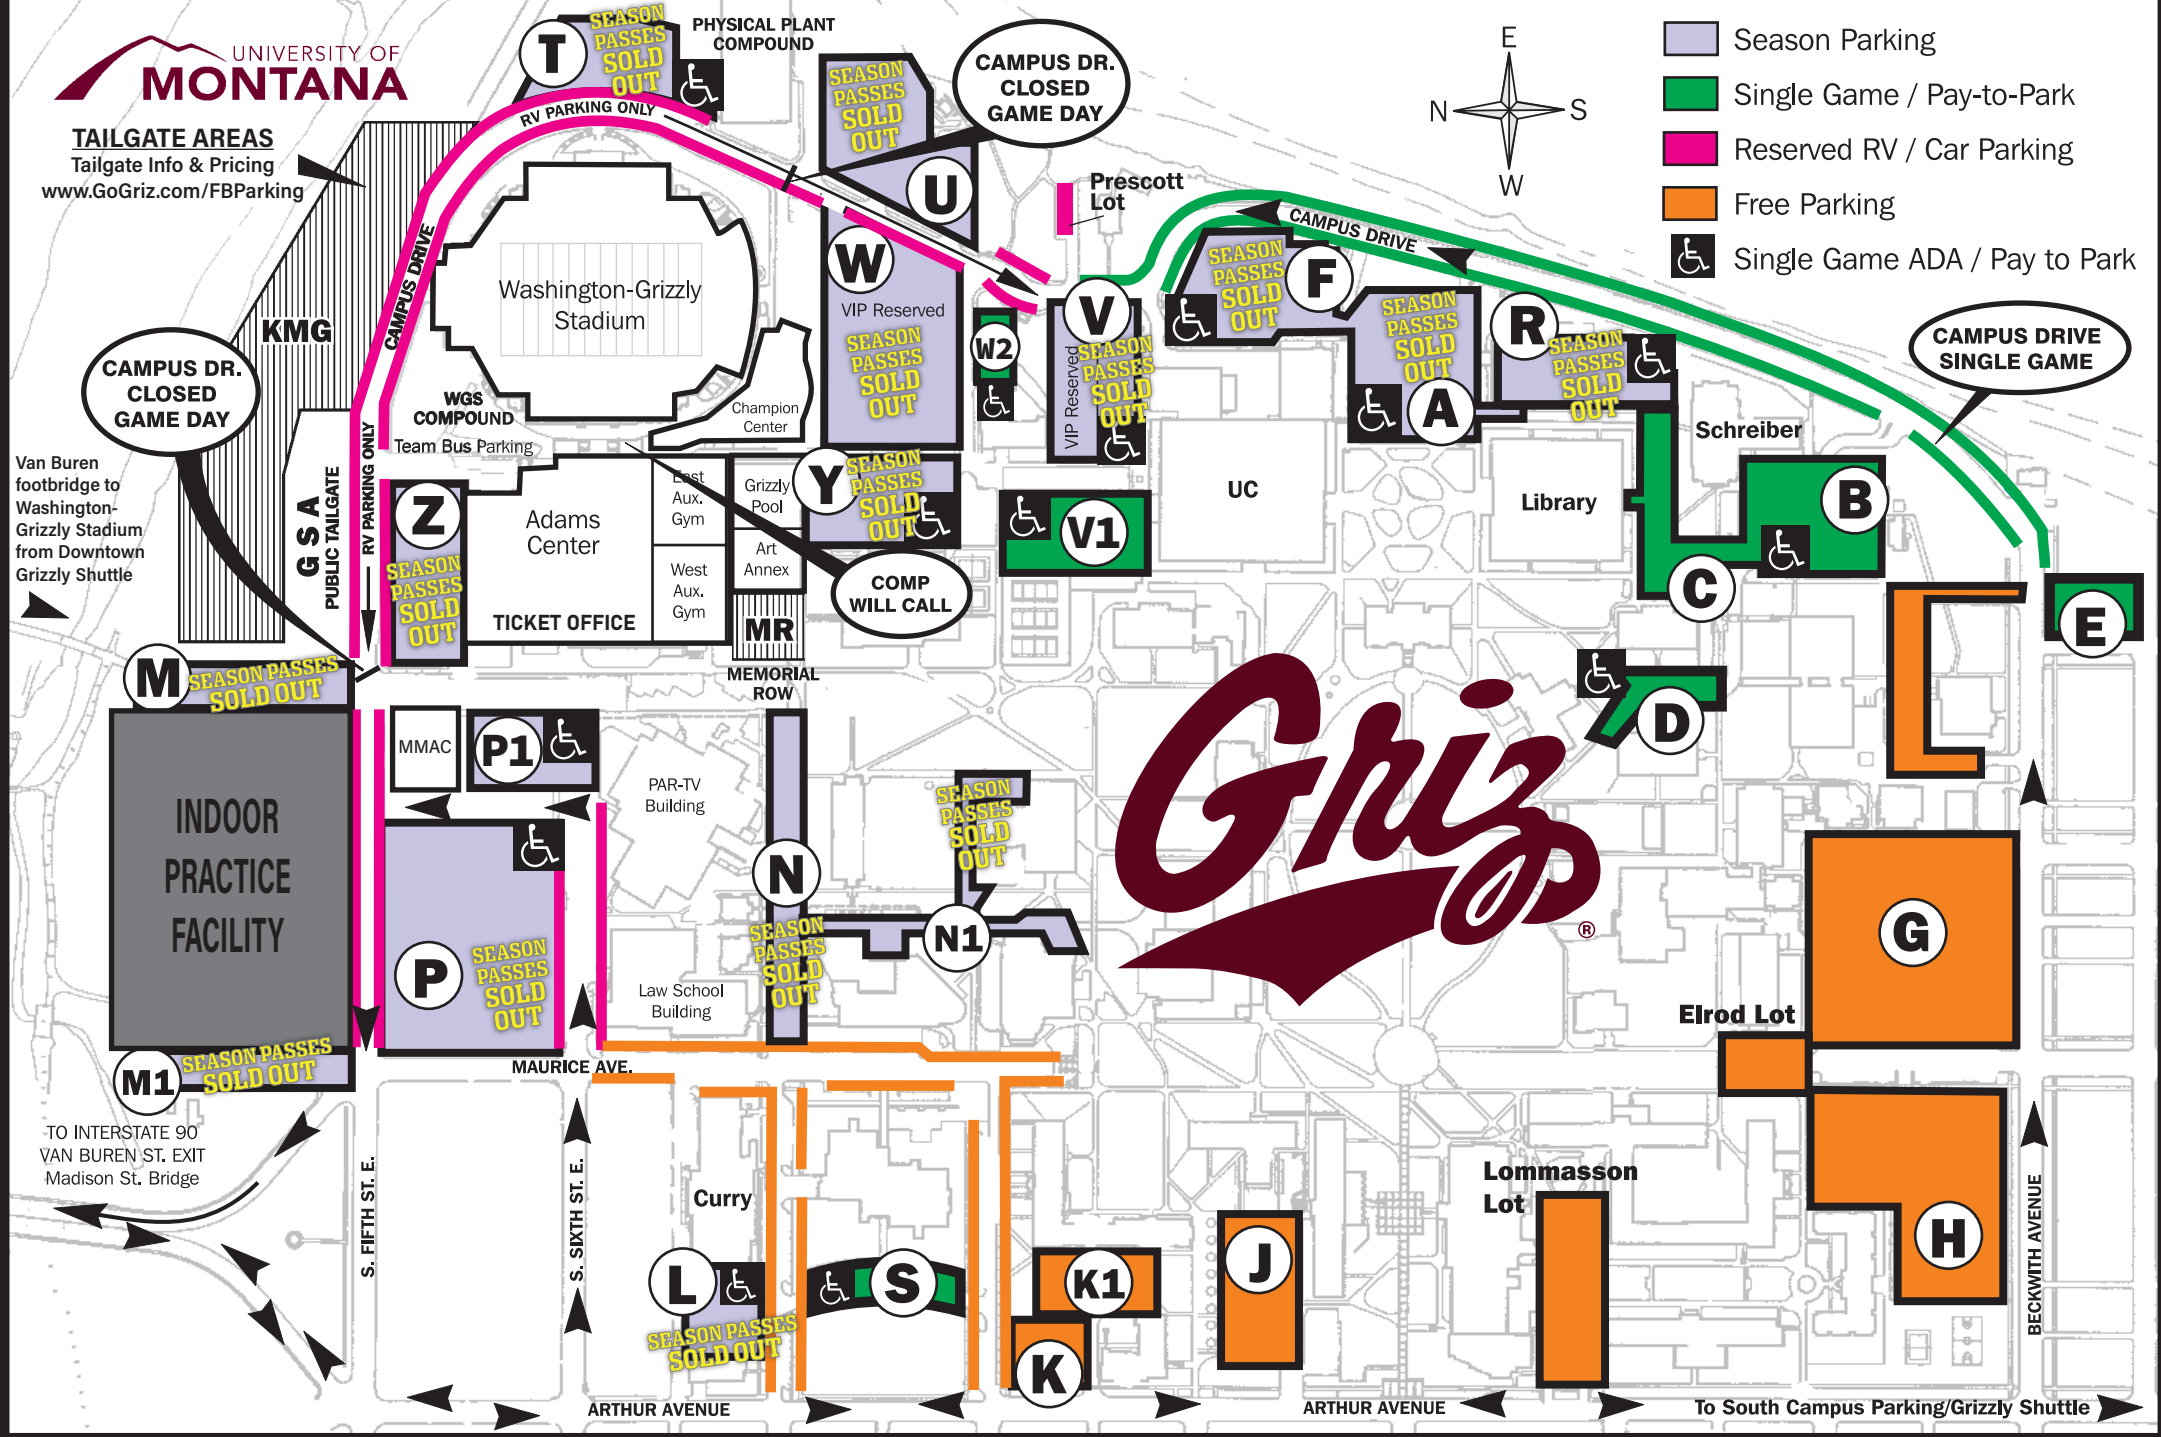 UNIVERSITY OF
MONTANA
TAILGATE AREAS
Tailgate Info & Pricing
www.GoGriz.com/FBParking
T
SEASON
PASSES
SOLD
OUT
PHYSICAL PLANT
COMPOUND
RV PARKING ONLY
SEASON
PASSES
SOLD
OUT
U
CAMPUS DR.
CLOSED
GAME DAY
E
N
S
W
Season Parking
Single Game / Pay-to-Park
Reserved RV / Car Parking
Free Parking
Single Game ADA / Pay to Park
Prescott
Lot
CAMPUS DRIVE
CAMPUS DRIVE
SINGLE GAME
KMG
CAMPUS DRIVE
Washington-Grizzly
Stadium
W
VIP Reserved
SEASON
PASSES
SOLD
OUT
W2
V
VIP Reserved
SEASON
PASSES
SOLD
OUT
F
SEASON
PASSES
SOLD
OUT
A
SEASON
PASSES
SOLD
OUT
R
SEASON
PASSES
SOLD
OUT
CAMPUS DR.
CLOSED
GAME DAY
WGS
COMPOUND
Team Bus Parking
Champion
Center
Schreiber
Van Buren
footbridge to
Washington-
Grizzly Stadium
from Downtown
Grizzly Shuttle
GSA
PUBLIC TAILGATE
RV PARKING ONLY
Z
SEASON
PASSES
SOLD
OUT
Adams
Center
TICKET OFFICE
East
Aux.
Gym
West
Aux.
Gym
Grizzly
Pool
Art
Annex
MR
MEMORIAL
ROW
Y
SEASON
PASSES
SOLD
OUT
COMP
WILL CALL
V1
UC
Library
B
C
E
D
M
SEASON PASSES
SOLD OUT
INDOOR
PRACTICE
FACILITY
MMAC
P1
PAR-TV
Building
N
SEASON
PASSES
SOLD
OUT
SEASON
PASSES
SOLD
OUT
N1
Griz
®
G
P
SEASON
PASSES
SOLD
OUT
Law School
Building
Elrod Lot
M1
SEASON PASSES
SOLD OUT
MAURICE AVE.
TO INTERSTATE 90
VAN BUREN ST. EXIT
Madison St. Bridge
S. FIFTH ST. E.
S. SIXTH ST. E.
Curry
L
SEASON PASSES
SOLD OUT
S
K1
K
J
Lommasson
Lot
H
BECKWITH AVENUE
ARTHUR AVENUE
ARTHUR AVENUE
To South Campus Parking/Grizzly Shuttle